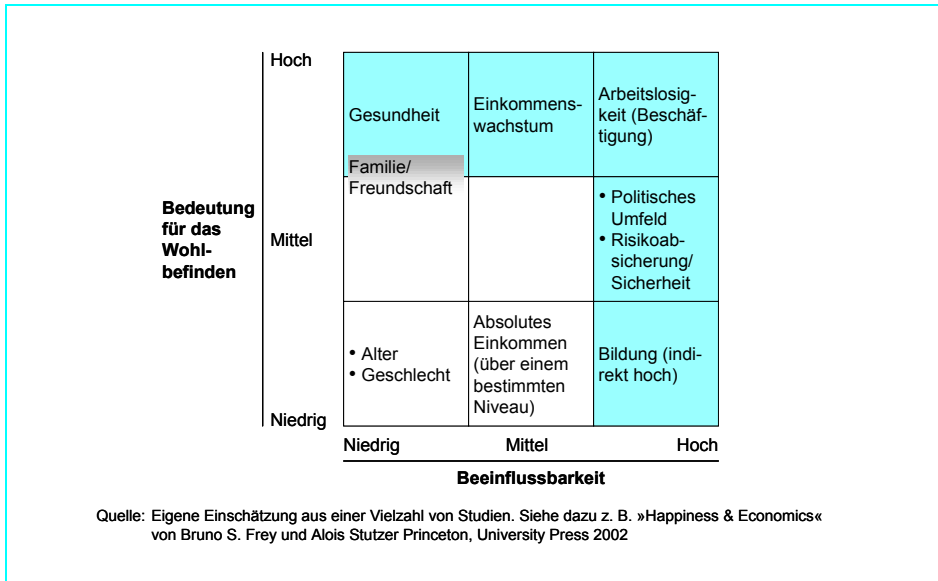 Hoch
Gesundheit
Einkommens-
wachstum
Arbeitslosig-
keit (Beschäf-
tigung)
Familie/
Freundschaft
Bedeutung
für das
Wohl-
befinden
Mittel
• Politisches
Umfeld
• Risikoab-
sicherung/
Sicherheit
• Alter
• Geschlecht
Absolutes
Einkommen
(über einem
bestimmten
Niveau)
Bildung (indi-
rekt hoch)
Niedrig
Niedrig
Mittel
Hoch
Beeinflussbarkeit
Quelle: Eigene Einschätzung aus einer Vielzahl von Studien. Siehe dazu z. B. »Happiness & Economics«
von Bruno S. Frey und Alois Stutzer Princeton, University Press 2002